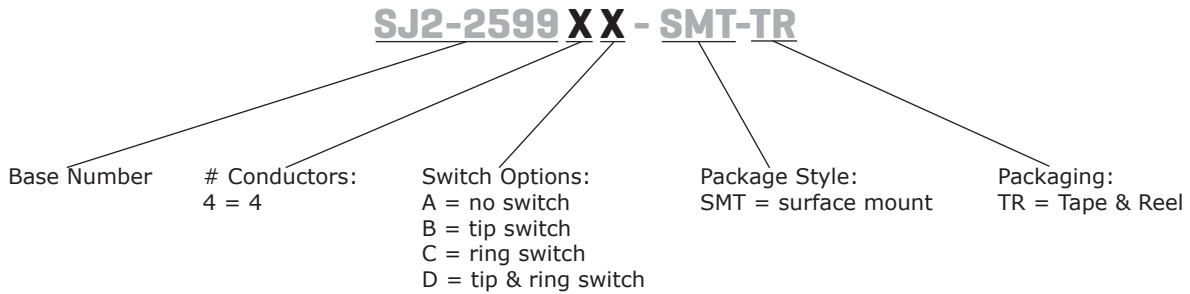 SJ2-2599 X X - SMT-TR
Base Number
# Conductors:
4 = 4
Switch Options:
A = no switch
B = tip switch
C = ring switch
D = tip & ring switch
Package Style:
SMT = surface mount
Packaging:
TR = Tape & Reel